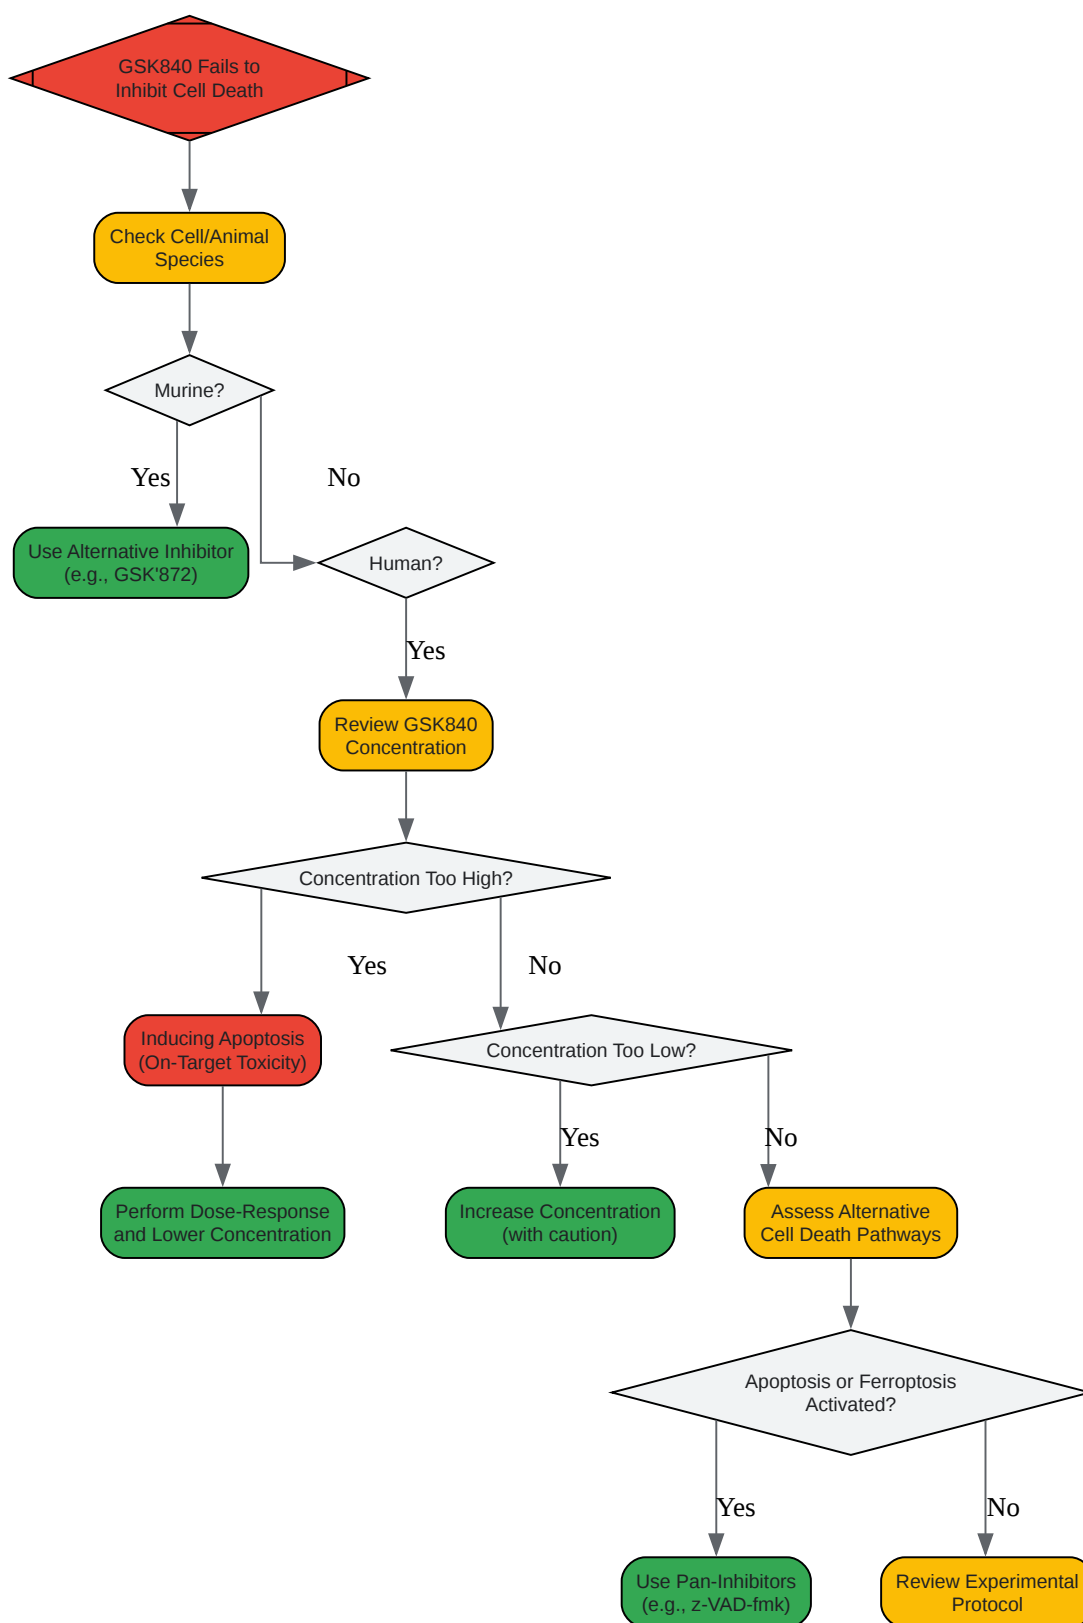 GSK840 Fails to
Inhibit Cell Death
Check Cell/Animal
Species
Murine?
Yes
No
Use Alternative Inhibitor
(e.g., GSK'872)
Human?
Yes
Review GSK840
Concentration
Concentration Too High?
Yes
No
Inducing Apoptosis
(On-Target Toxicity)
Concentration Too Low?
Yes
No
Perform Dose-Response
and Lower Concentration
Increase Concentration
(with caution)
Assess Alternative
Cell Death Pathways
Apoptosis or Ferroptosis
Activated?
Yes
No
Use Pan-Inhibitors
(e.g., z-VAD-fmk)
Review Experimental
Protocol